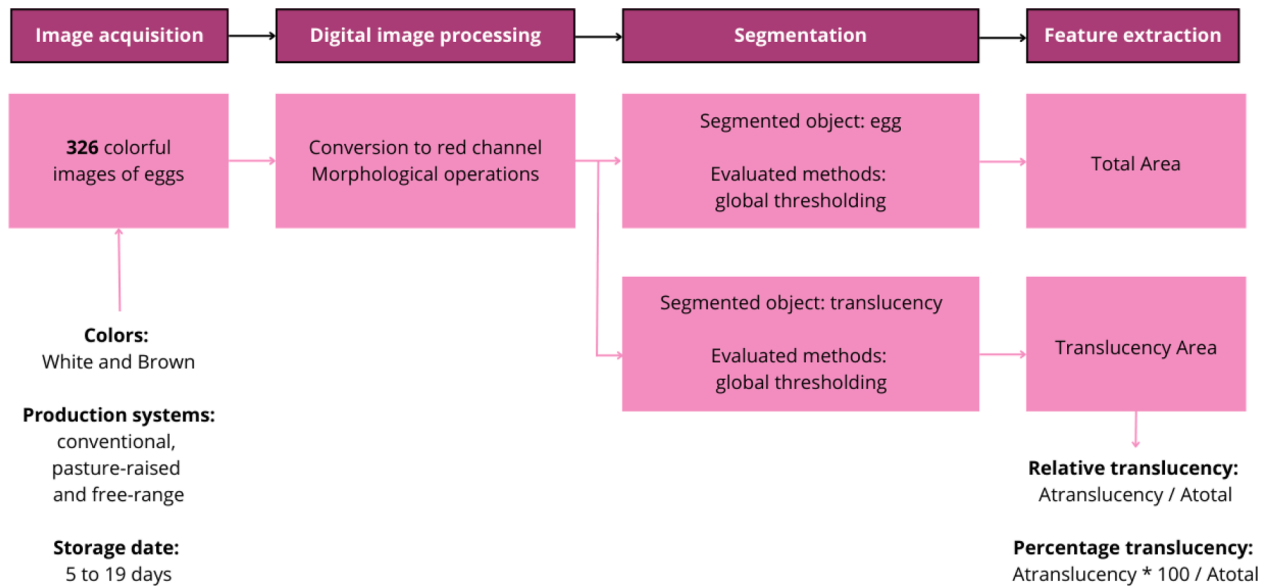 Image acquisition
Digital image processing
Segmentation
Feature extraction
326 colorful
images of eggs
Conversion to red channel
Morphological operations
Segmented object: egg
Evaluated methods:
global thresholding
Total Area
Segmented object: translucency
Evaluated methods:
global thresholding
Translucency Area
Colors:
White and Brown
Production systems:
conventional,
pasture-raised
and free-range
Storage date:
5 to 19 days
Relative translucency:
Atranslucency / Atotal
Percentage translucency:
Atranslucency * 100 / Atotal